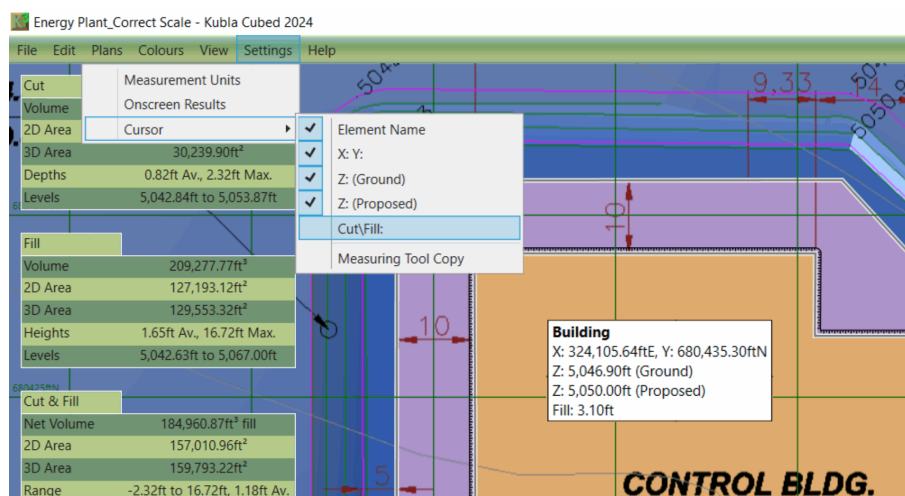 Energy Plant_Correct Scale - Kubla Cubed 2024
File Edit Plans Colours View Settings Help
Measurement Units
Onscreen Results
Cursor
Element Name
X: Y:
Z: (Ground)
Z: (Proposed)
Cut\Fill:
Measuring Tool Copy
Cut
Volume
2D Area
3D Area 30,239.90ft²
Depths 0.82ft Av., 2.32ft Max.
Levels 5,042.84ft to 5,053.87ft
Fill
Volume 209,277.77ft³
2D Area 127,193.12ft²
3D Area 129,553.32ft²
Heights 1.65ft Av., 16.72ft Max.
Levels 5,042.63ft to 5,067.00ft
680425ftN
Cut & Fill
Net Volume 184,960.87ft³ fill
2D Area 157,010.96ft²
3D Area 159,793.22ft²
Range -2.32ft to 16.72ft, 1.18ft Av.
9,33
10
10
5
Building
X: 324,105.64ftE, Y: 680,435.30ftN
Z: 5,046.90ft (Ground)
Z: 5,050.00ft (Proposed)
Fill: 3.10ft
CONTROL BLDG.